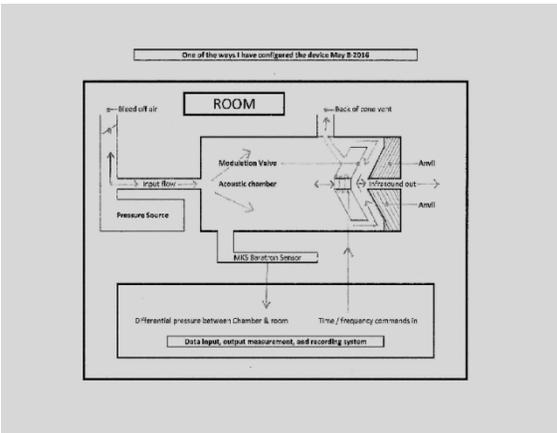 One of the ways I have configured the device May 8-2016
Bleed off air
ROOM
Back of cone vent
Modulation Valve
Anvil
Input flow
Acoustic chamber
Infrasound out
Anvil
Pressure Source
MKS Baratron Sensor
Differential pressure between Chamber & room
Time / frequency commands in
Data input, output measurement, and recording system